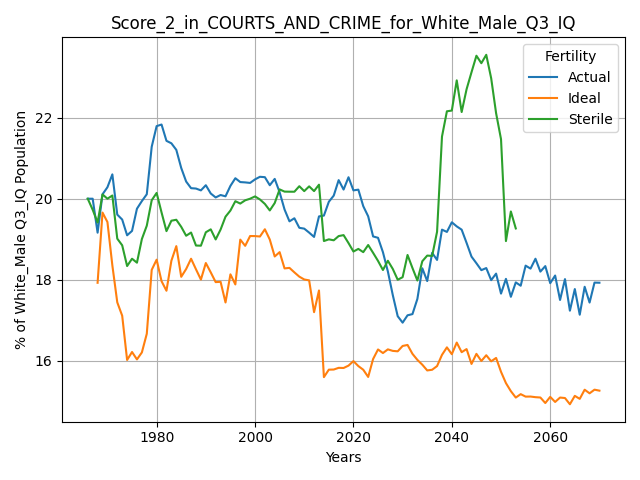 Score_2_in_COURTS_AND_CRIME_for_White_Male_Q3_IQ
Fertility
Actual
Ideal
Sterile
% of White_Male Q3_IQ Population
22
20
18
16
1980 2000 2020 2040 2060
Years